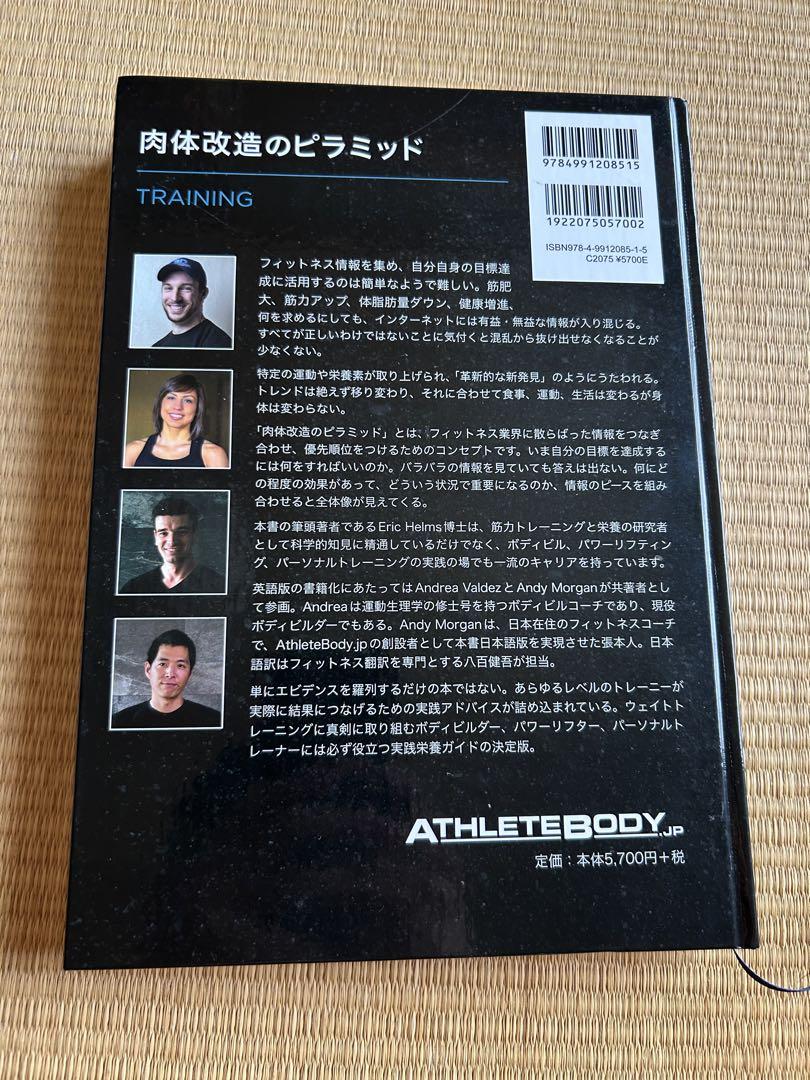 肉体改造のピラミッド
TRAINING
9784991208515
1922075057002
ISBN978-4-9912085-1-5
C2075 ¥5700E
フィットネス情報を集め、自分自身の目標達
成に活用するのは簡単なようで難しい。筋肥
大、筋力アップ、体脂肪量ダウン、健康増進、
何を求めるにしても、インターネットには有益・無益な情報が入り混じる。
すべてが正しいわけではないことに気付くと混乱から抜け出せなくなることが
少なくない。
特定の運動や栄養素が取り上げられ、「革新的な新発見」のようにうたわれる。
トレンドは絶えず移り変わり、それに合わせて食事、運動、生活は変わるが身
体は変わらない。
「肉体改造のピラミッド」とは、フィットネス業界に散らばった情報をつなぎ
合わせ、優先順位をつけるためのコンセプトです。いま自分の目標を達成する
には何をすればいいのか。バラバラの情報を見ていても答えは出ない。何にど
の程度の効果があって、どういう状況で重要になるのか、情報のピースを組み
合わせると全体像が見えてくる。
本書の筆頭著者であるEric Helms博士は、筋力トレーニングと栄養の研究者
として科学的知見に精通しているだけでなく、ボディビル、パワーリフティン
グ、パーソナルトレーニングの実践の場でも一流のキャリアを持っています。
英語版の書籍化にあたってはAndrea ValdezとAndy Morganが共著者とし
て参画。Andreaは運動生理学の修士号を持つボディビルコーチであり、現役
ボディビルダーでもある。Andy Morganは、日本在住のフィットネスコーチ
で、AthleteBody.jpの創設者として本書日本語版を実現させた張本人。日本
語訳はフィットネス翻訳を専門とする八百健吾が担当。
単にエビデンスを羅列するだけの本ではない。あらゆるレベルのトレーニーが
実際に結果につなげるための実践アドバイスが詰め込まれている。ウェイトト
レーニングに真剣に取り組むボディビルダー、パワーリフター、パーソナルト
レーナーには必ず役立つ実践栄養ガイドの決定版。
ATHLETEBODY.JP
定価：本体5,700円＋税